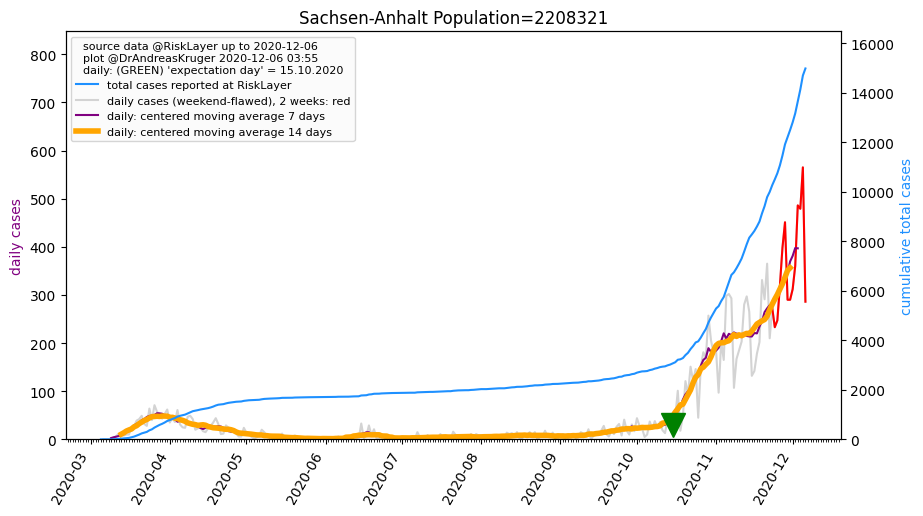 Sachsen-Anhalt Population=2208321
source data @RiskLayer up to 2020-12-06
plot @DrAndreasKruger 2020-12-06 03:55
daily: (GREEN) 'expectation day' = 15.10.2020
total cases reported at RiskLayer
daily cases (weekend-flawed), 2 weeks: red
daily: centered moving average 7 days
daily: centered moving average 14 days
daily cases
800
700
600
500
400
300
200
100
0
16000
14000
12000
10000
8000
6000
4000
2000
0
cumulative total cases
2020-03
2020-04
2020-05
2020-06
2020-07
2020-08
2020-09
2020-10
2020-11
2020-12